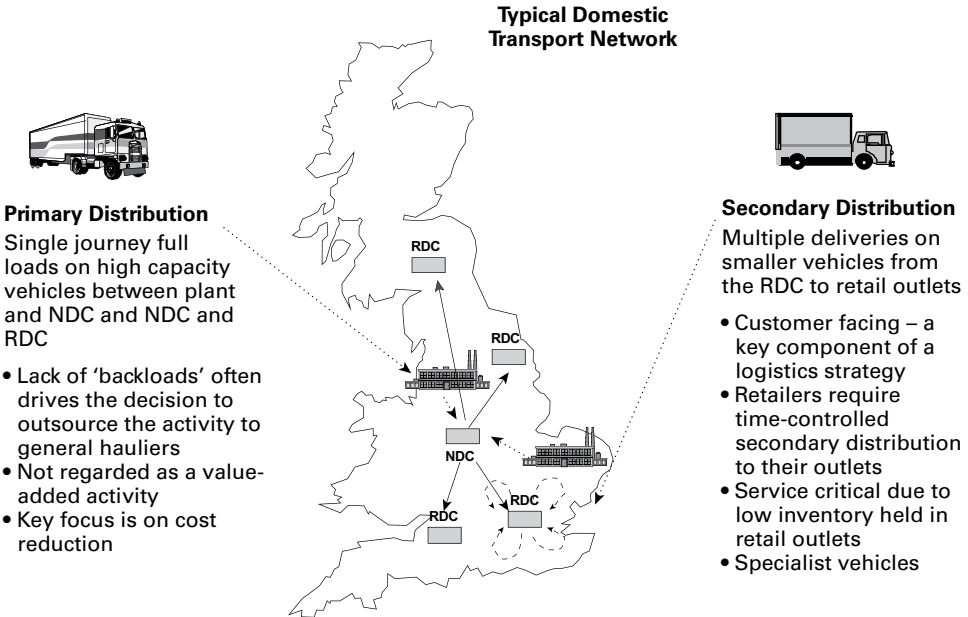 Typical Domestic
Transport Network
Primary Distribution
Single journey full
loads on high capacity
vehicles between plant
and NDC and NDC and
RDC
• Lack of ‘backloads’ often
drives the decision to
outsource the activity to
general hauliers
• Not regarded as a value-
added activity
• Key focus is on cost
reduction
RDC
RDC
NDC
RDC
RDC
Secondary Distribution
Multiple deliveries on
smaller vehicles from
the RDC to retail outlets
• Customer facing – a
key component of a
logistics strategy
• Retailers require
time-controlled
secondary distribution
to their outlets
• Service critical due to
low inventory held in
retail outlets
• Specialist vehicles